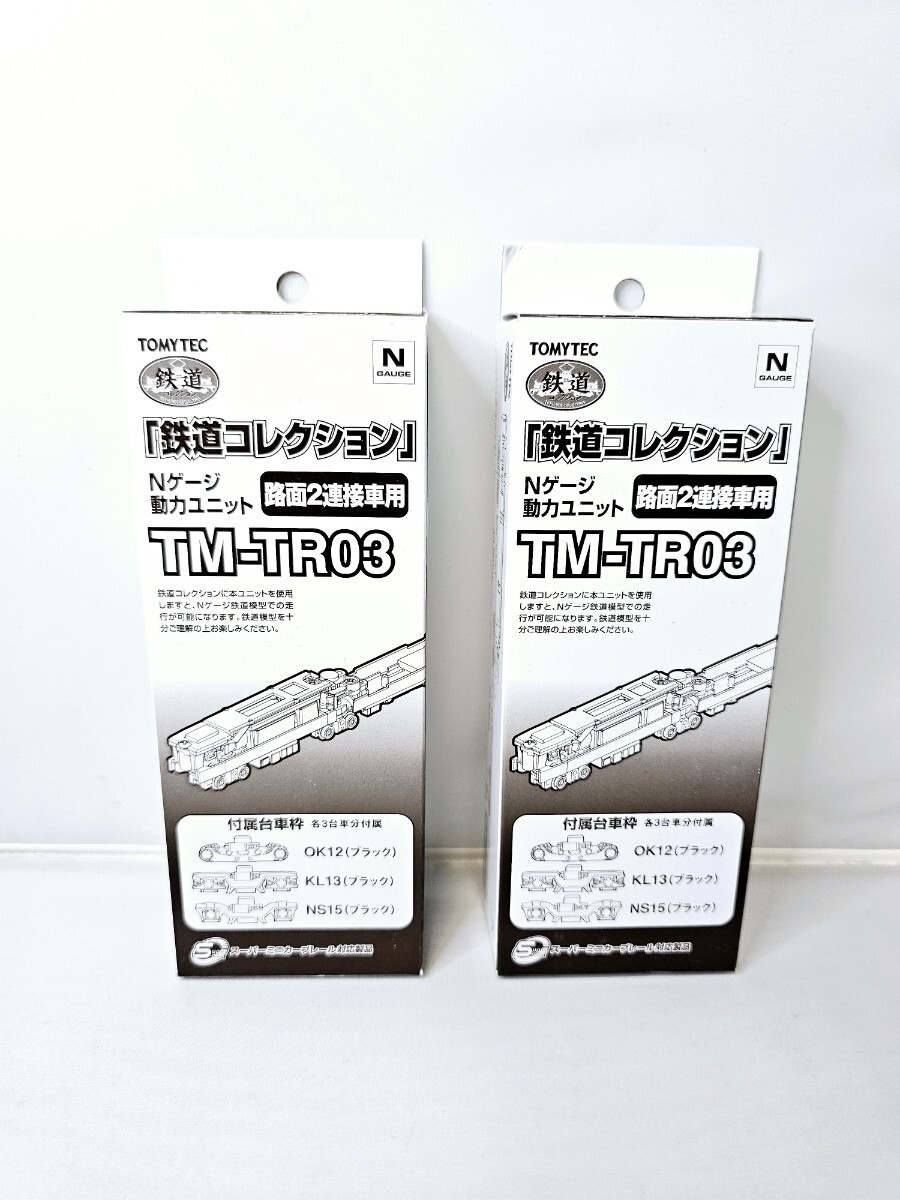 TOMYTEC
N
GAUGE
鉄道
コレクション
「鉄道コレクション」
Nゲージ
動力ユニット
路面2連接車用
TM-TR03
鉄道コレクションに本ユニットを使用
しますと、Nゲージ鉄道模型での走
行が可能になります。鉄道模型を十
分ご理解の上お楽しみください。
付属台車枠 各3台車分付属
OK12(ブラック)
KL13(ブラック)
NS15(ブラック)
スーパーミニカーブレール対応製品
TOMYTEC
N
GAUGE
鉄道
コレクション
「鉄道コレクション」
Nゲージ
動力ユニット
路面2連接車用
TM-TR03
鉄道コレクションに本ユニットを使用
しますと、Nゲージ鉄道模型での走
行が可能になります。鉄道模型を十
分ご理解の上お楽しみください。
付属台車枠 各3台車分付属
OK12(ブラック)
KL13(ブラック)
NS15(ブラック)
スーパーミニカーブレール対応製品